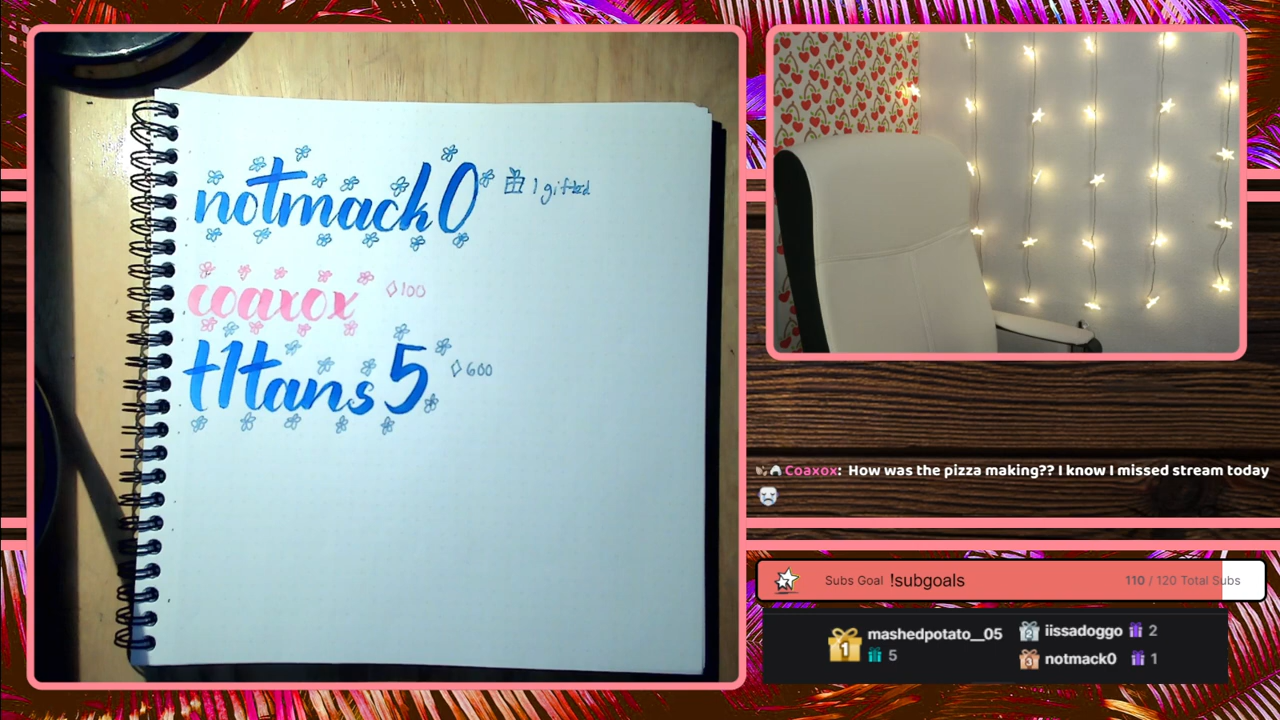 notmack0 1 gifted
coaxox ♢100
t1tans5 ♢600
Coaxox: How was the pizza making?? I know I missed stream today
Subs Goal !subgoals 110 / 120 Total Subs
1 mashedpotato__05 5
2 iissadoggo 2
3 notmack0 1